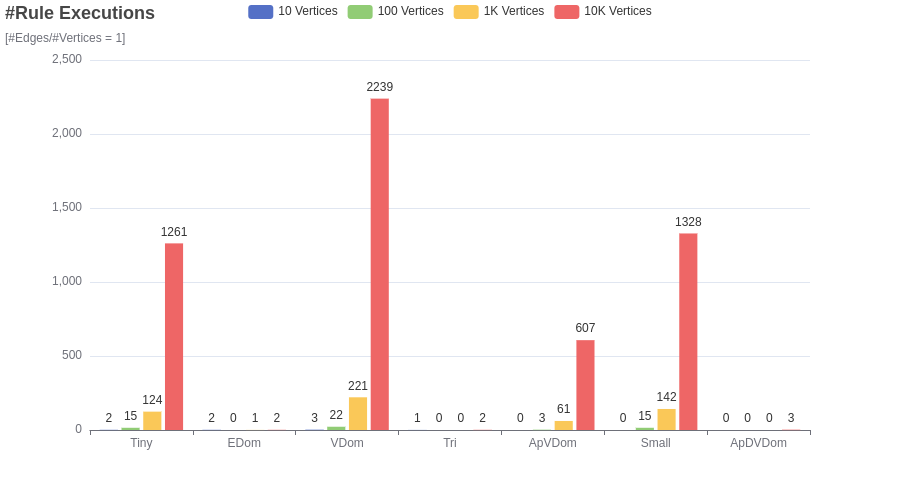 #Rule Executions
10 Vertices 100 Vertices 1K Vertices 10K Vertices
[#Edges/#Vertices = 1]
2,500
2,000
1,500
1,000
500
0
2 15 124 1261
2 0 1 2
3 22 221 2239
1 0 0 2
0 3 61 607
0 15 142 1328
0 0 0 3
Tiny EDom VDom Tri ApVDom Small ApDVDom